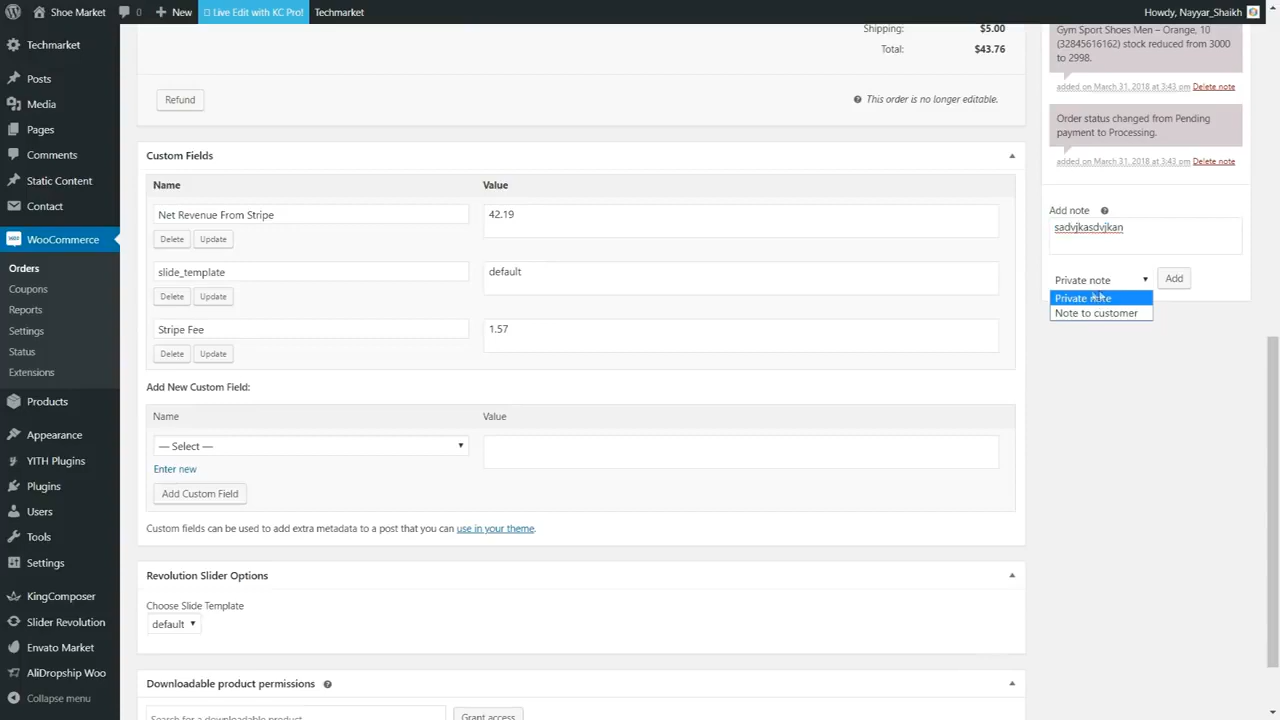 Shoe Market
0
New
Live Edit with KC Pro!
Techmarket
Howdy, Nayyar_Shaikh
Techmarket
Posts
Media
Pages
Comments
Static Content
Contact
WooCommerce
Orders
Coupons
Reports
Settings
Status
Extensions
Products
Appearance
YITH Plugins
Plugins
Users
Tools
Settings
KingComposer
Slider Revolution
Envato Market
AliDropship Woo
Collapse menu
Shipping: $5.00
Total: $43.76
Refund
This order is no longer editable.
Custom Fields
Name Value
Net Revenue From Stripe 42.19
Delete Update
slide_template default
Delete Update
Stripe Fee 1.57
Delete Update
Add New Custom Field:
Name Value
— Select —
Enter new
Add Custom Field
Custom fields can be used to add extra metadata to a post that you can use in your theme.
Revolution Slider Options
Choose Slide Template
default
Downloadable product permissions
Search for a downloadable product
Grant access
Gym Sport Shoes Men – Orange, 10
(32845616162) stock reduced from 3000
to 2998.
added on March 31, 2018 at 3:43 pm Delete note
Order status changed from Pending
payment to Processing.
added on March 31, 2018 at 3:43 pm Delete note
Add note
sadvjkasdvjkan
Private note
Add
Private note
Note to customer